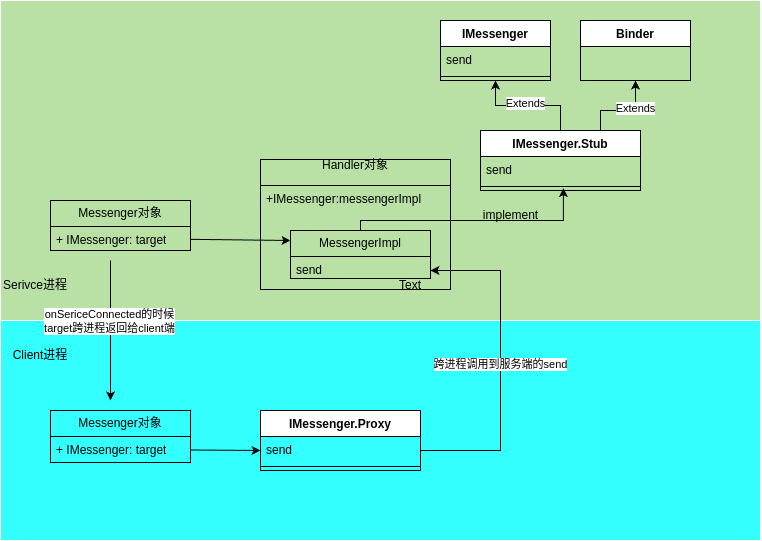 IMessenger
send
Binder
Extends
Extends
IMessenger.Stub
send
Handler对象
+IMessenger:messengerImpl
implement
MessengerImpl
send
Text
Messenger对象
+ IMessenger: target
Serivce进程
onSericeConnected的时候
target跨进程返回给client端
Client进程
跨进程调用到服务端的send
Messenger对象
+ IMessenger: target
IMessenger.Proxy
send